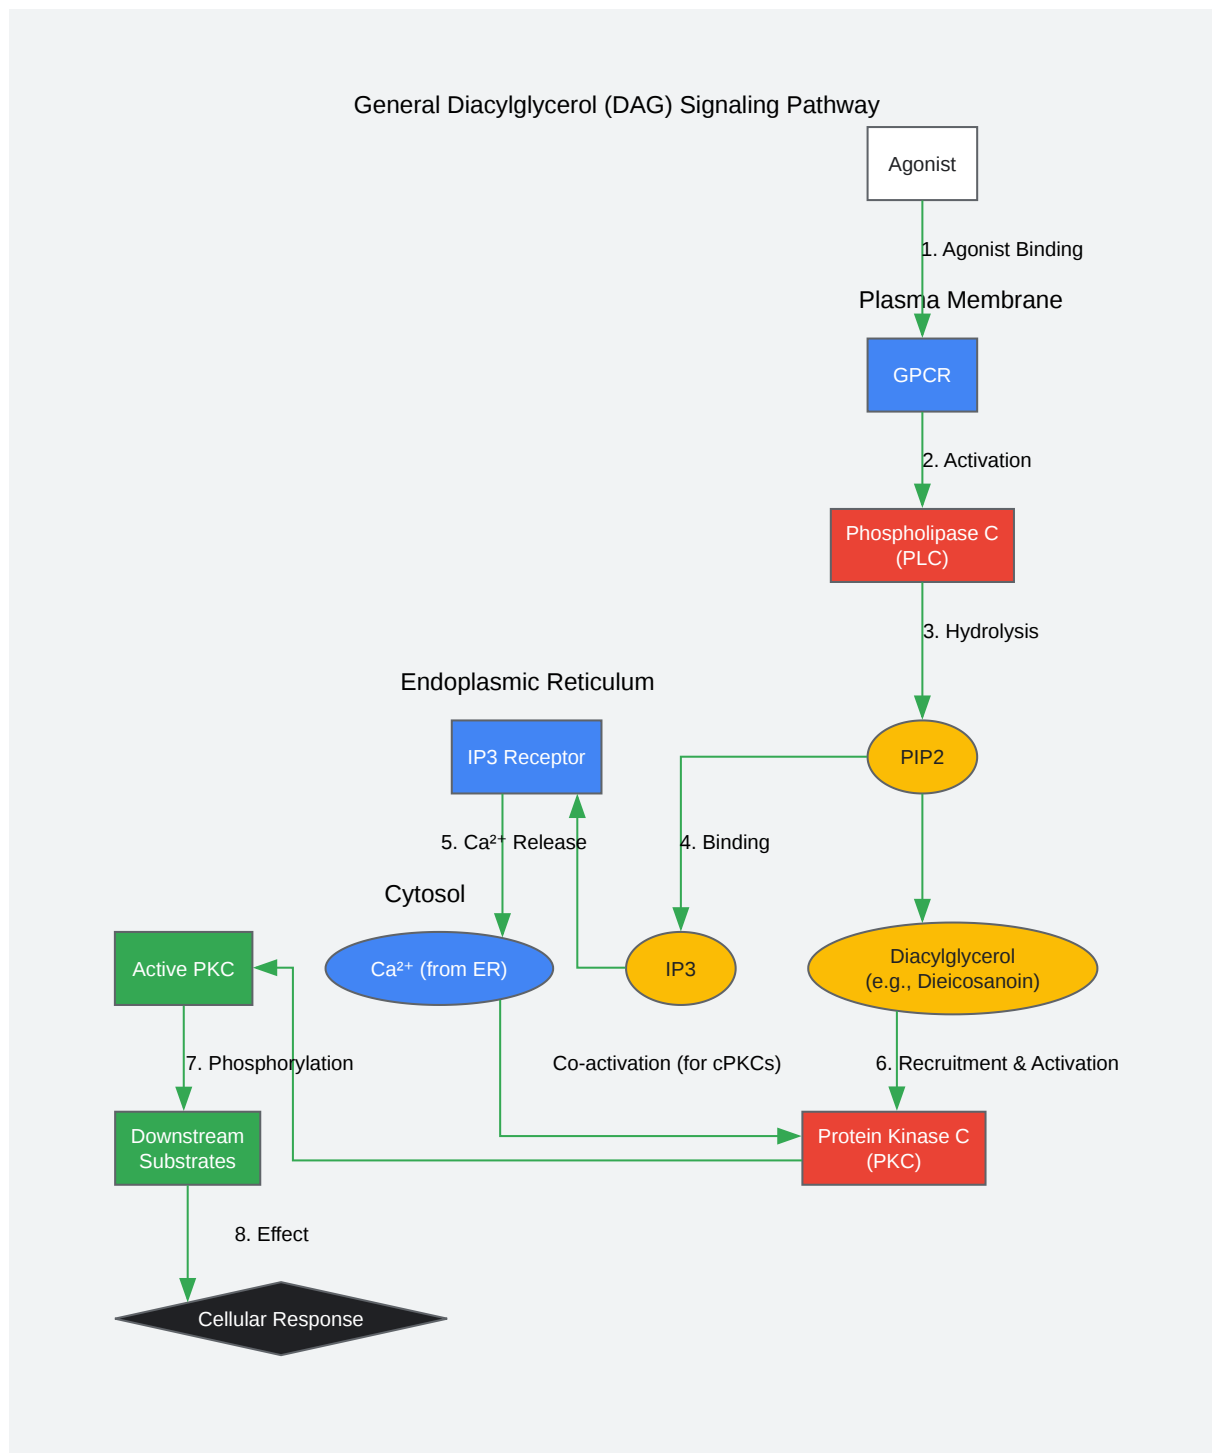 General Diacylglycerol (DAG) Signaling Pathway
Agonist
1. Agonist Binding
Plasma Membrane
GPCR
2. Activation
Phospholipase C
(PLC)
3. Hydrolysis
Endoplasmic Reticulum
IP3 Receptor
PIP2
5. Ca²⁺ Release
4. Binding
Cytosol
Active PKC
Ca²⁺ (from ER)
IP3
Diacylglycerol
(e.g., Dieicosanoin)
7. Phosphorylation
Co-activation (for cPKCs)
6. Recruitment & Activation
Downstream
Substrates
Protein Kinase C
(PKC)
8. Effect
Cellular Response